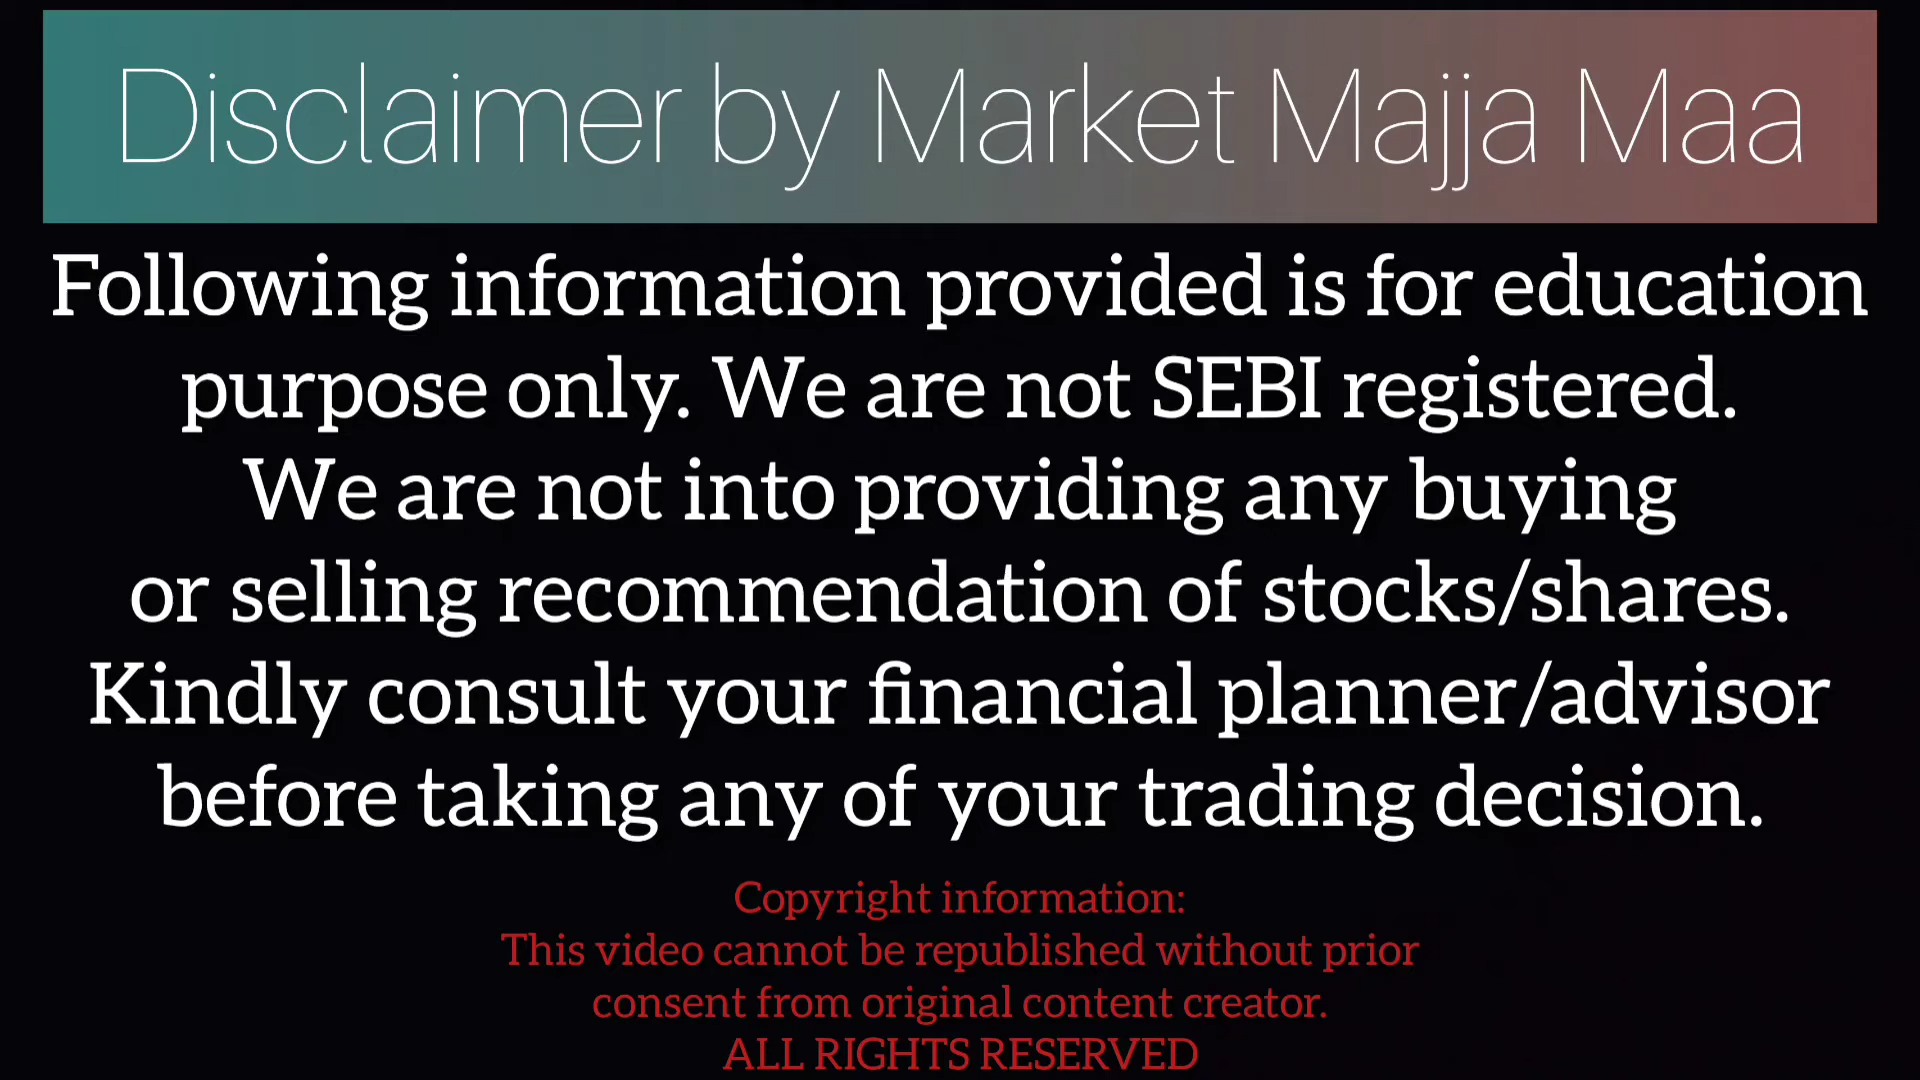 Disclaimer by Market Majja Maa
Following information provided is for education
purpose only. We are not SEBI registered.
We are not into providing any buying
or selling recommendation of stocks/shares.
Kindly consult your financial planner/advisor
before taking any of your trading decision.
Copyright information:
This video cannot be republished without prior
consent from original content creator.
ALL RIGHTS RESERVED